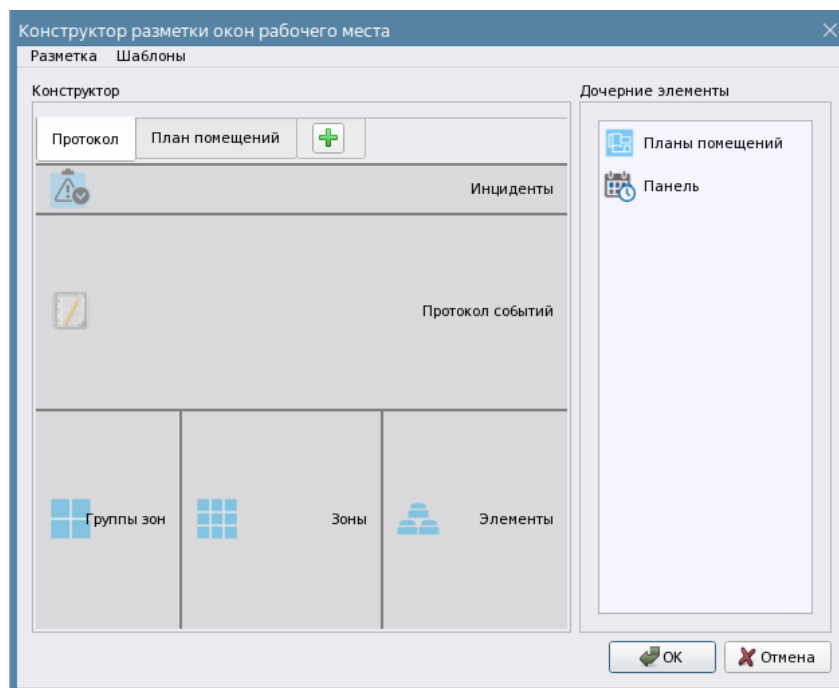 Конструктор разметки окон рабочего места
Разметка Шаблоны
Конструктор
Протокол План помещений
Инциденты
Протокол событий
Группы зон Зоны Элементы
Дочерние элементы
Планы помещений
Панель
OK Отмена